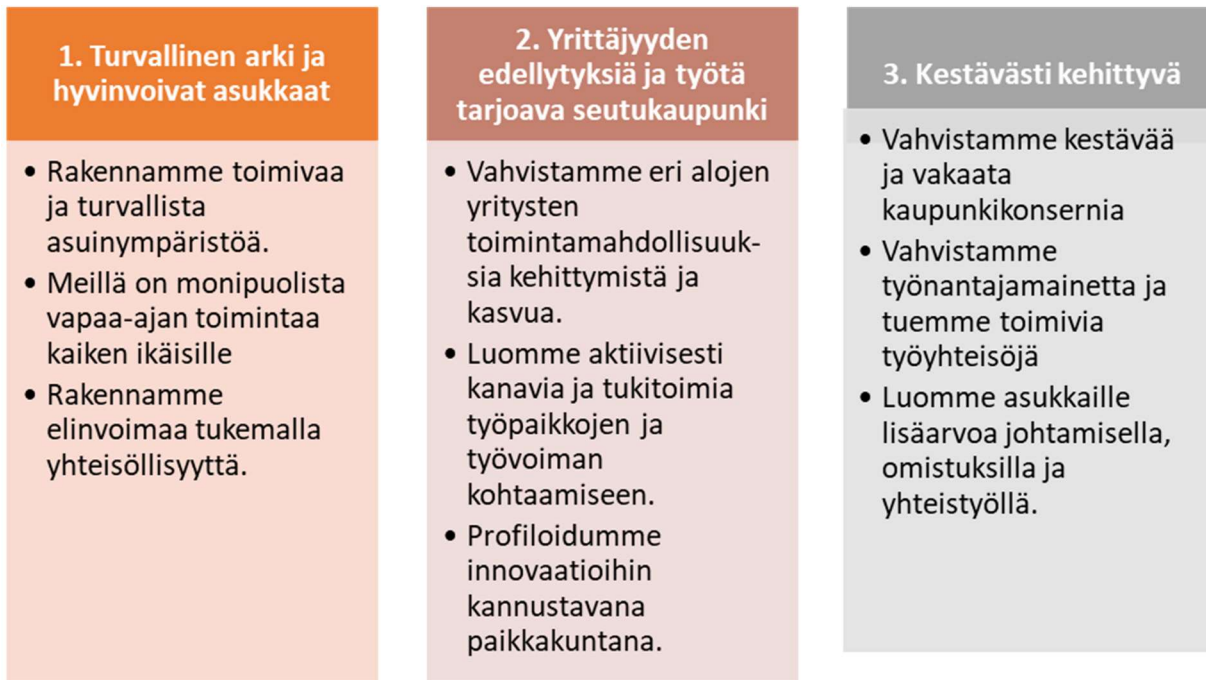 1. Turvallinen arki ja
hyvinvoivat asukkaat
• Rakennamme toimivaa
ja turvallista
asuinympäristöä.
• Meillä on monipuolista
vapaa-ajan toimintaa
kaiken ikäisille
• Rakennamme
elinvoimaa tukemalla
yhteisöllisyyttä.
2. Yrittäjyyden
edellytyksiä ja työtä
tarjoava seutukaupunki
• Vahvistamme eri alojen
yritysten
toimintamahdollisuuk-
sia kehittymistä ja
kasvua.
• Luomme aktiivisesti
kanavia ja tukitoimia
työpaikkojen ja
työvoiman
kohtaamiseen.
• Profiloidumme
innovaatioihin
kannustavana
paikkakuntana.
3. Kestävästi kehittyvä
• Vahvistamme kestävää
ja vakaata
kaupunkikonsernia
• Vahvistamme
työnantajamainetta ja
tuemme toimivia
työyhteisöjä
• Luomme asukkaille
lisäarvoa johtamisella,
omistuksilla ja
yhteistyöllä.